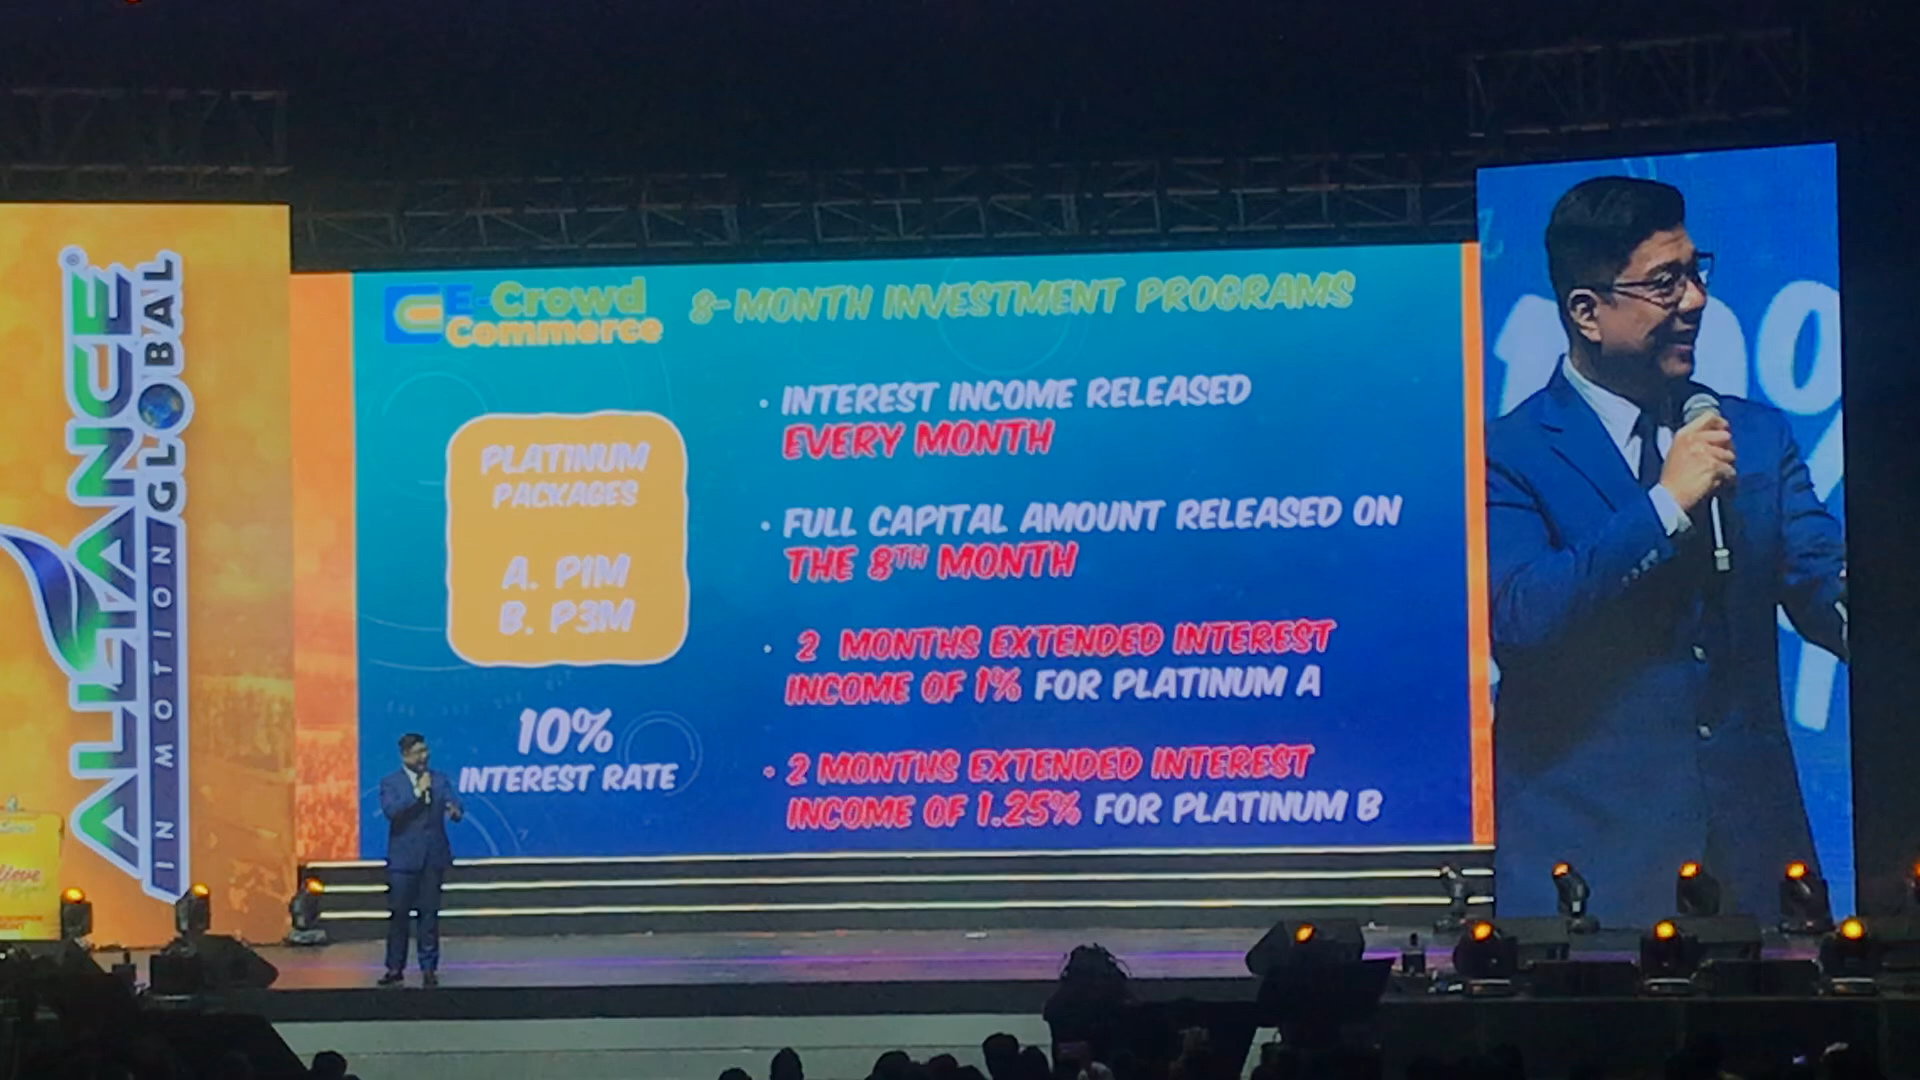 ALLIANCE®
IN MOTION GLOBAL
E-Crowd
Commerce
8-MONTH INVESTMENT PROGRAMS
PLATINUM
PACKAGES
A. P1M
B. P3M
10%
INTEREST RATE
• INTEREST INCOME RELEASED
EVERY MONTH
• FULL CAPITAL AMOUNT RELEASED ON
THE 8TH MONTH
• 2 MONTHS EXTENDED INTEREST
INCOME OF 1% FOR PLATINUM A
• 2 MONTHS EXTENDED INTEREST
INCOME OF 1.25% FOR PLATINUM B